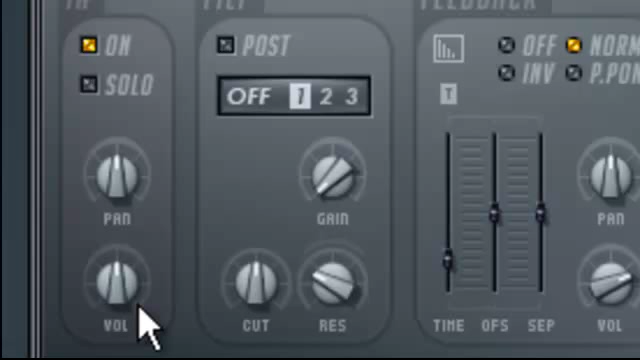 FEEDBACK
ON
SOLO
PAN
VOL
POST
OFF 1 2 3
GAIN
CUT RES
OFF NORM
INV P.PON
T
TIME OFS SEP
PAN
VOL